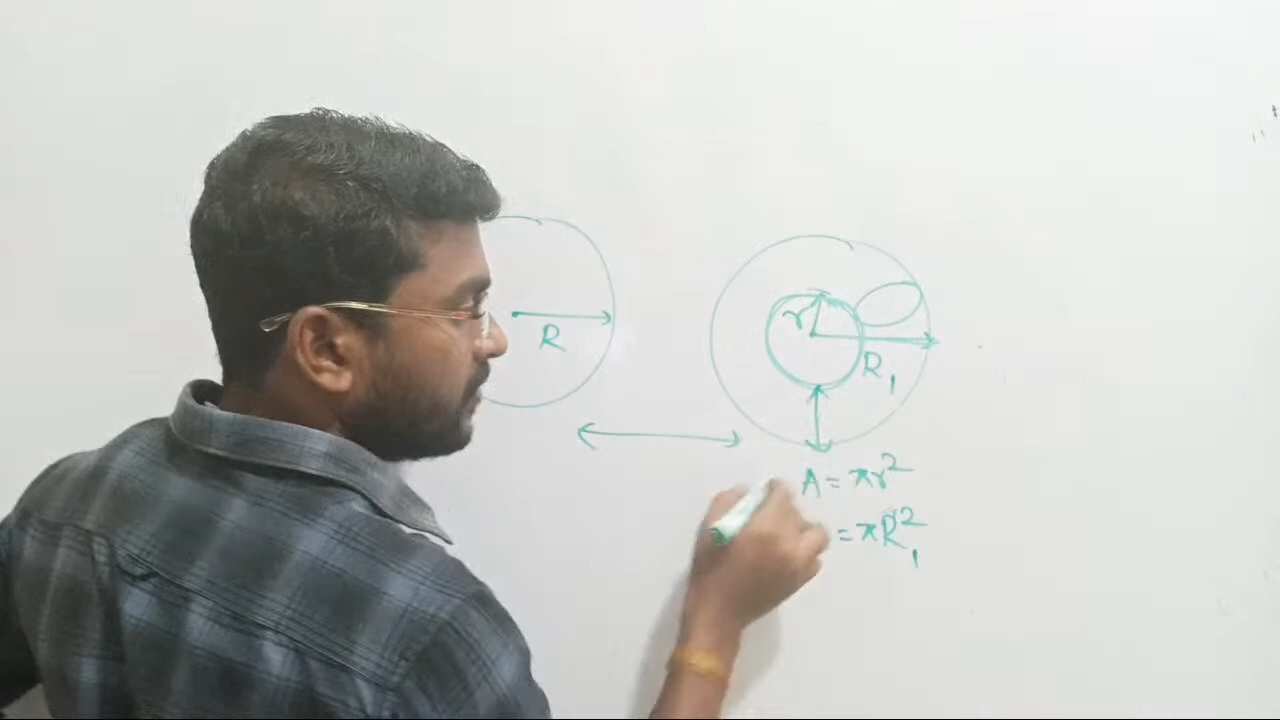 R
r
R₁
A = πr²
= πR₁²